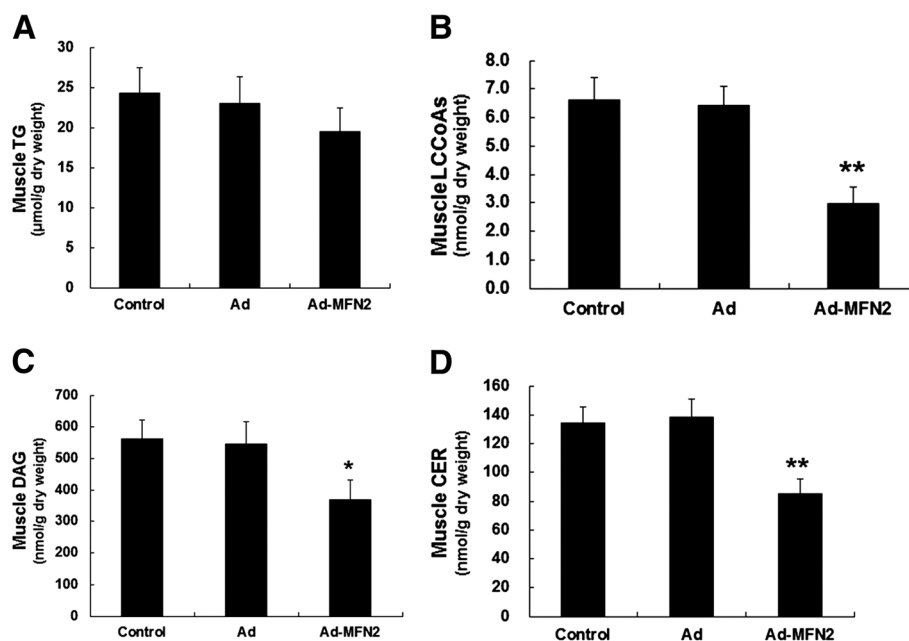 A
Muscle TG
(μmol/g dry weight)
30
25
20
15
10
5
0
Control Ad Ad-MFN2
B
Muscle LCCoAs
(nmol/g dry weight)
8.0
7.0
6.0
5.0
4.0
3.0
2.0
1.0
0.0
**
Control Ad Ad-MFN2
C
Muscle DAG
(nmol/g dry weight)
700
600
500
400
300
200
100
0
*
Control Ad Ad-MFN2
D
Muscle CER
(nmol/g dry weight)
160
140
120
100
80
60
40
20
0
**
Control Ad Ad-MFN2